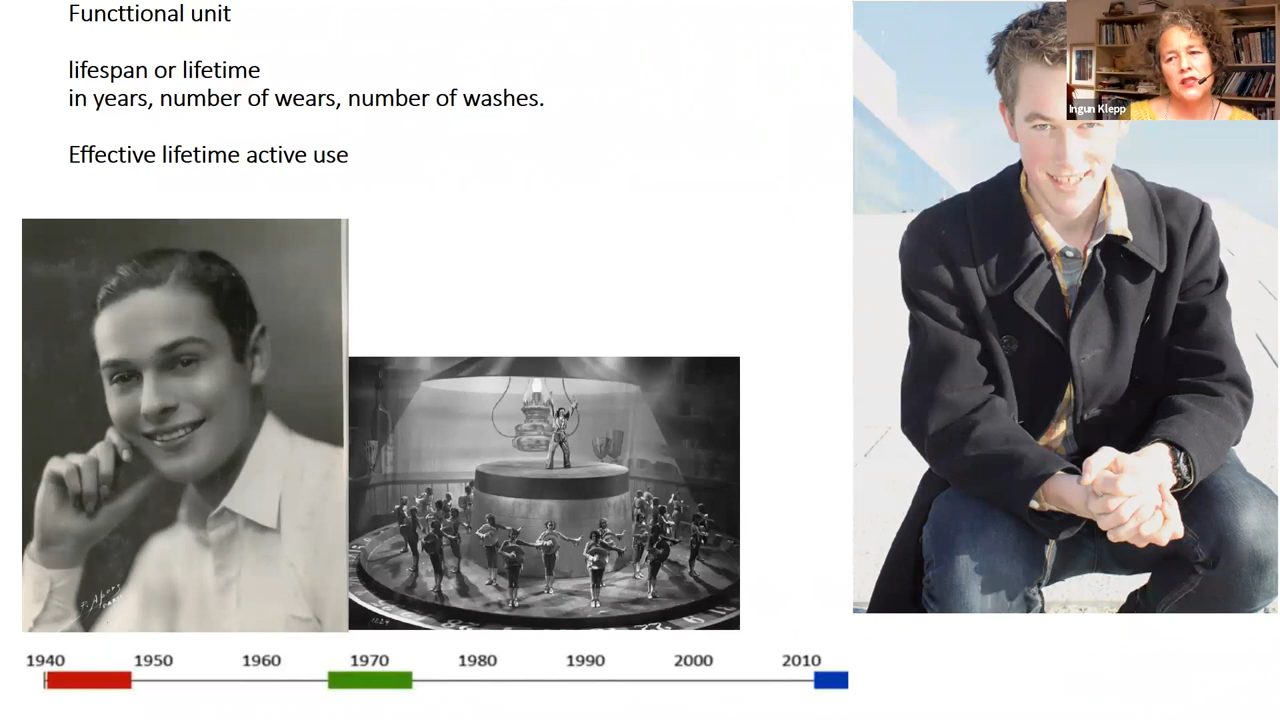 Functtional unit
lifespan or lifetime
in years, number of wears, number of washes.
Effective lifetime active use
Ingun Klepp
1940 1950 1960 1970 1980 1990 2000 2010